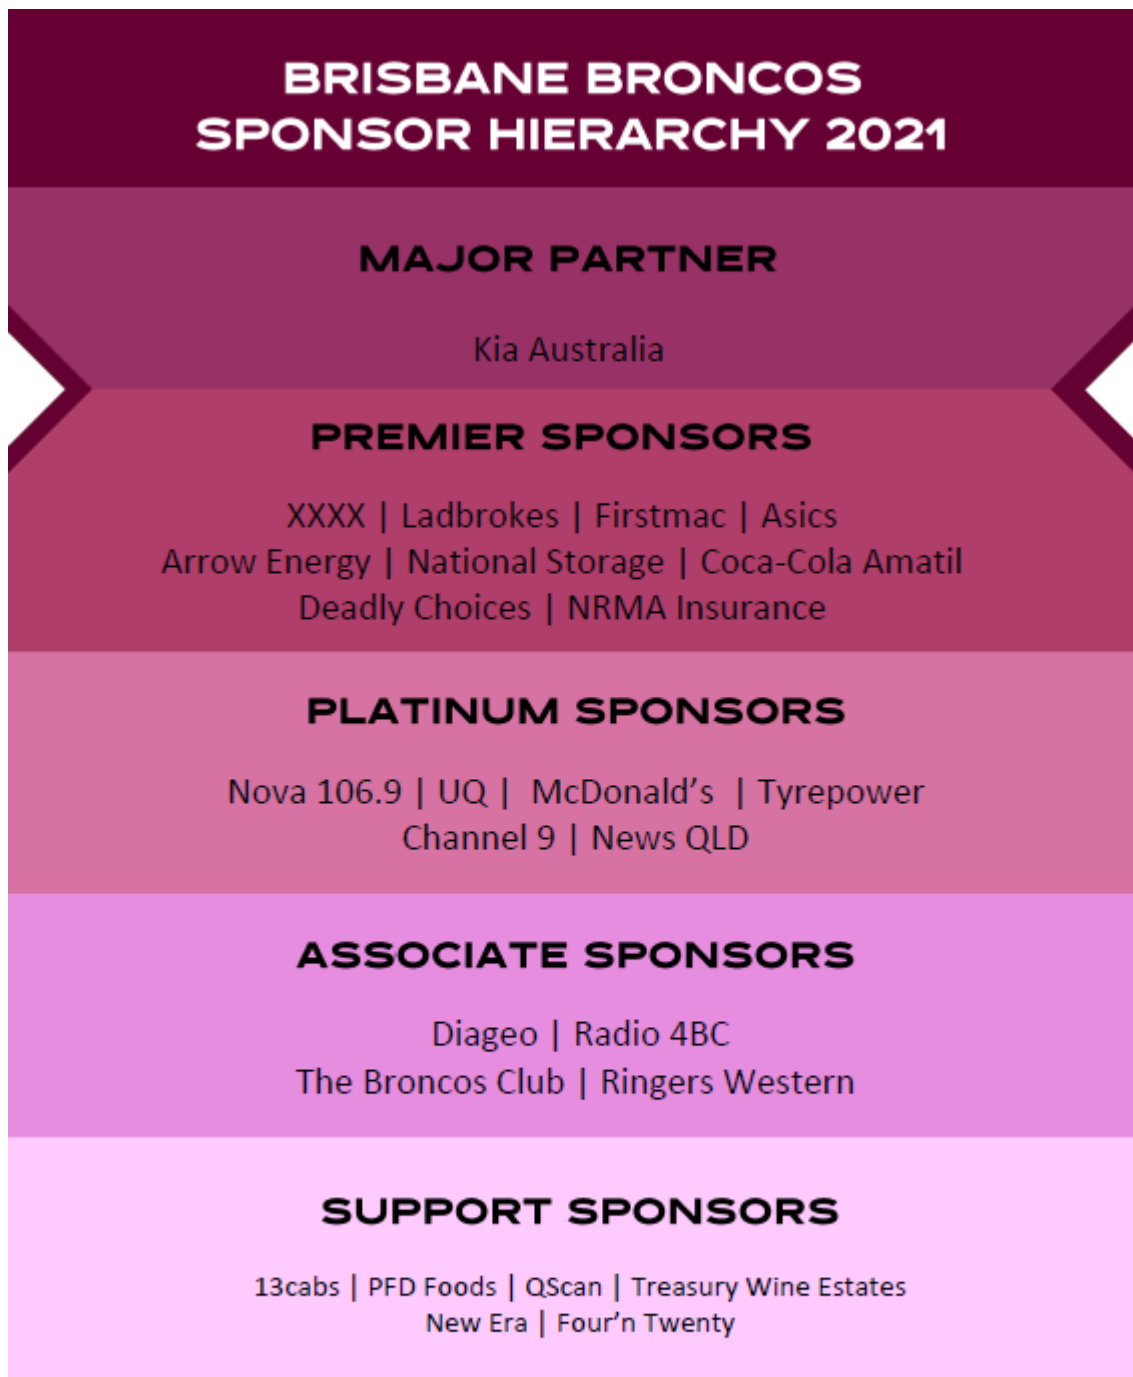 BRISBANE BRONCOS
SPONSOR HIERARCHY 2021
MAJOR PARTNER
Kia Australia
PREMIER SPONSORS
XXXX | Ladbrokes | Firstmac | Asics
Arrow Energy | National Storage | Coca-Cola Amatil
Deadly Choices | NRMA Insurance
PLATINUM SPONSORS
Nova 106.9 | UQ | McDonald’s | Tyrepower
Channel 9 | News QLD
ASSOCIATE SPONSORS
Diageo | Radio 4BC
The Broncos Club | Ringers Western
SUPPORT SPONSORS
13cabs | PFD Foods | QScan | Treasury Wine Estates
New Era | Four’n Twenty